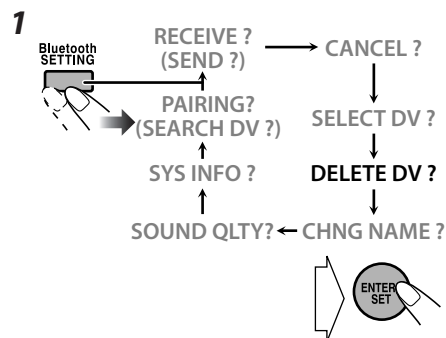 1
Bluetooth
SETTING
RECEIVE ?
(SEND ?)
CANCEL ?
PAIRING?
(SEARCH DV ?)
SELECT DV ?
SYS INFO ?
DELETE DV ?
SOUND QLTY?
CHNG NAME ?
ENTER
SET